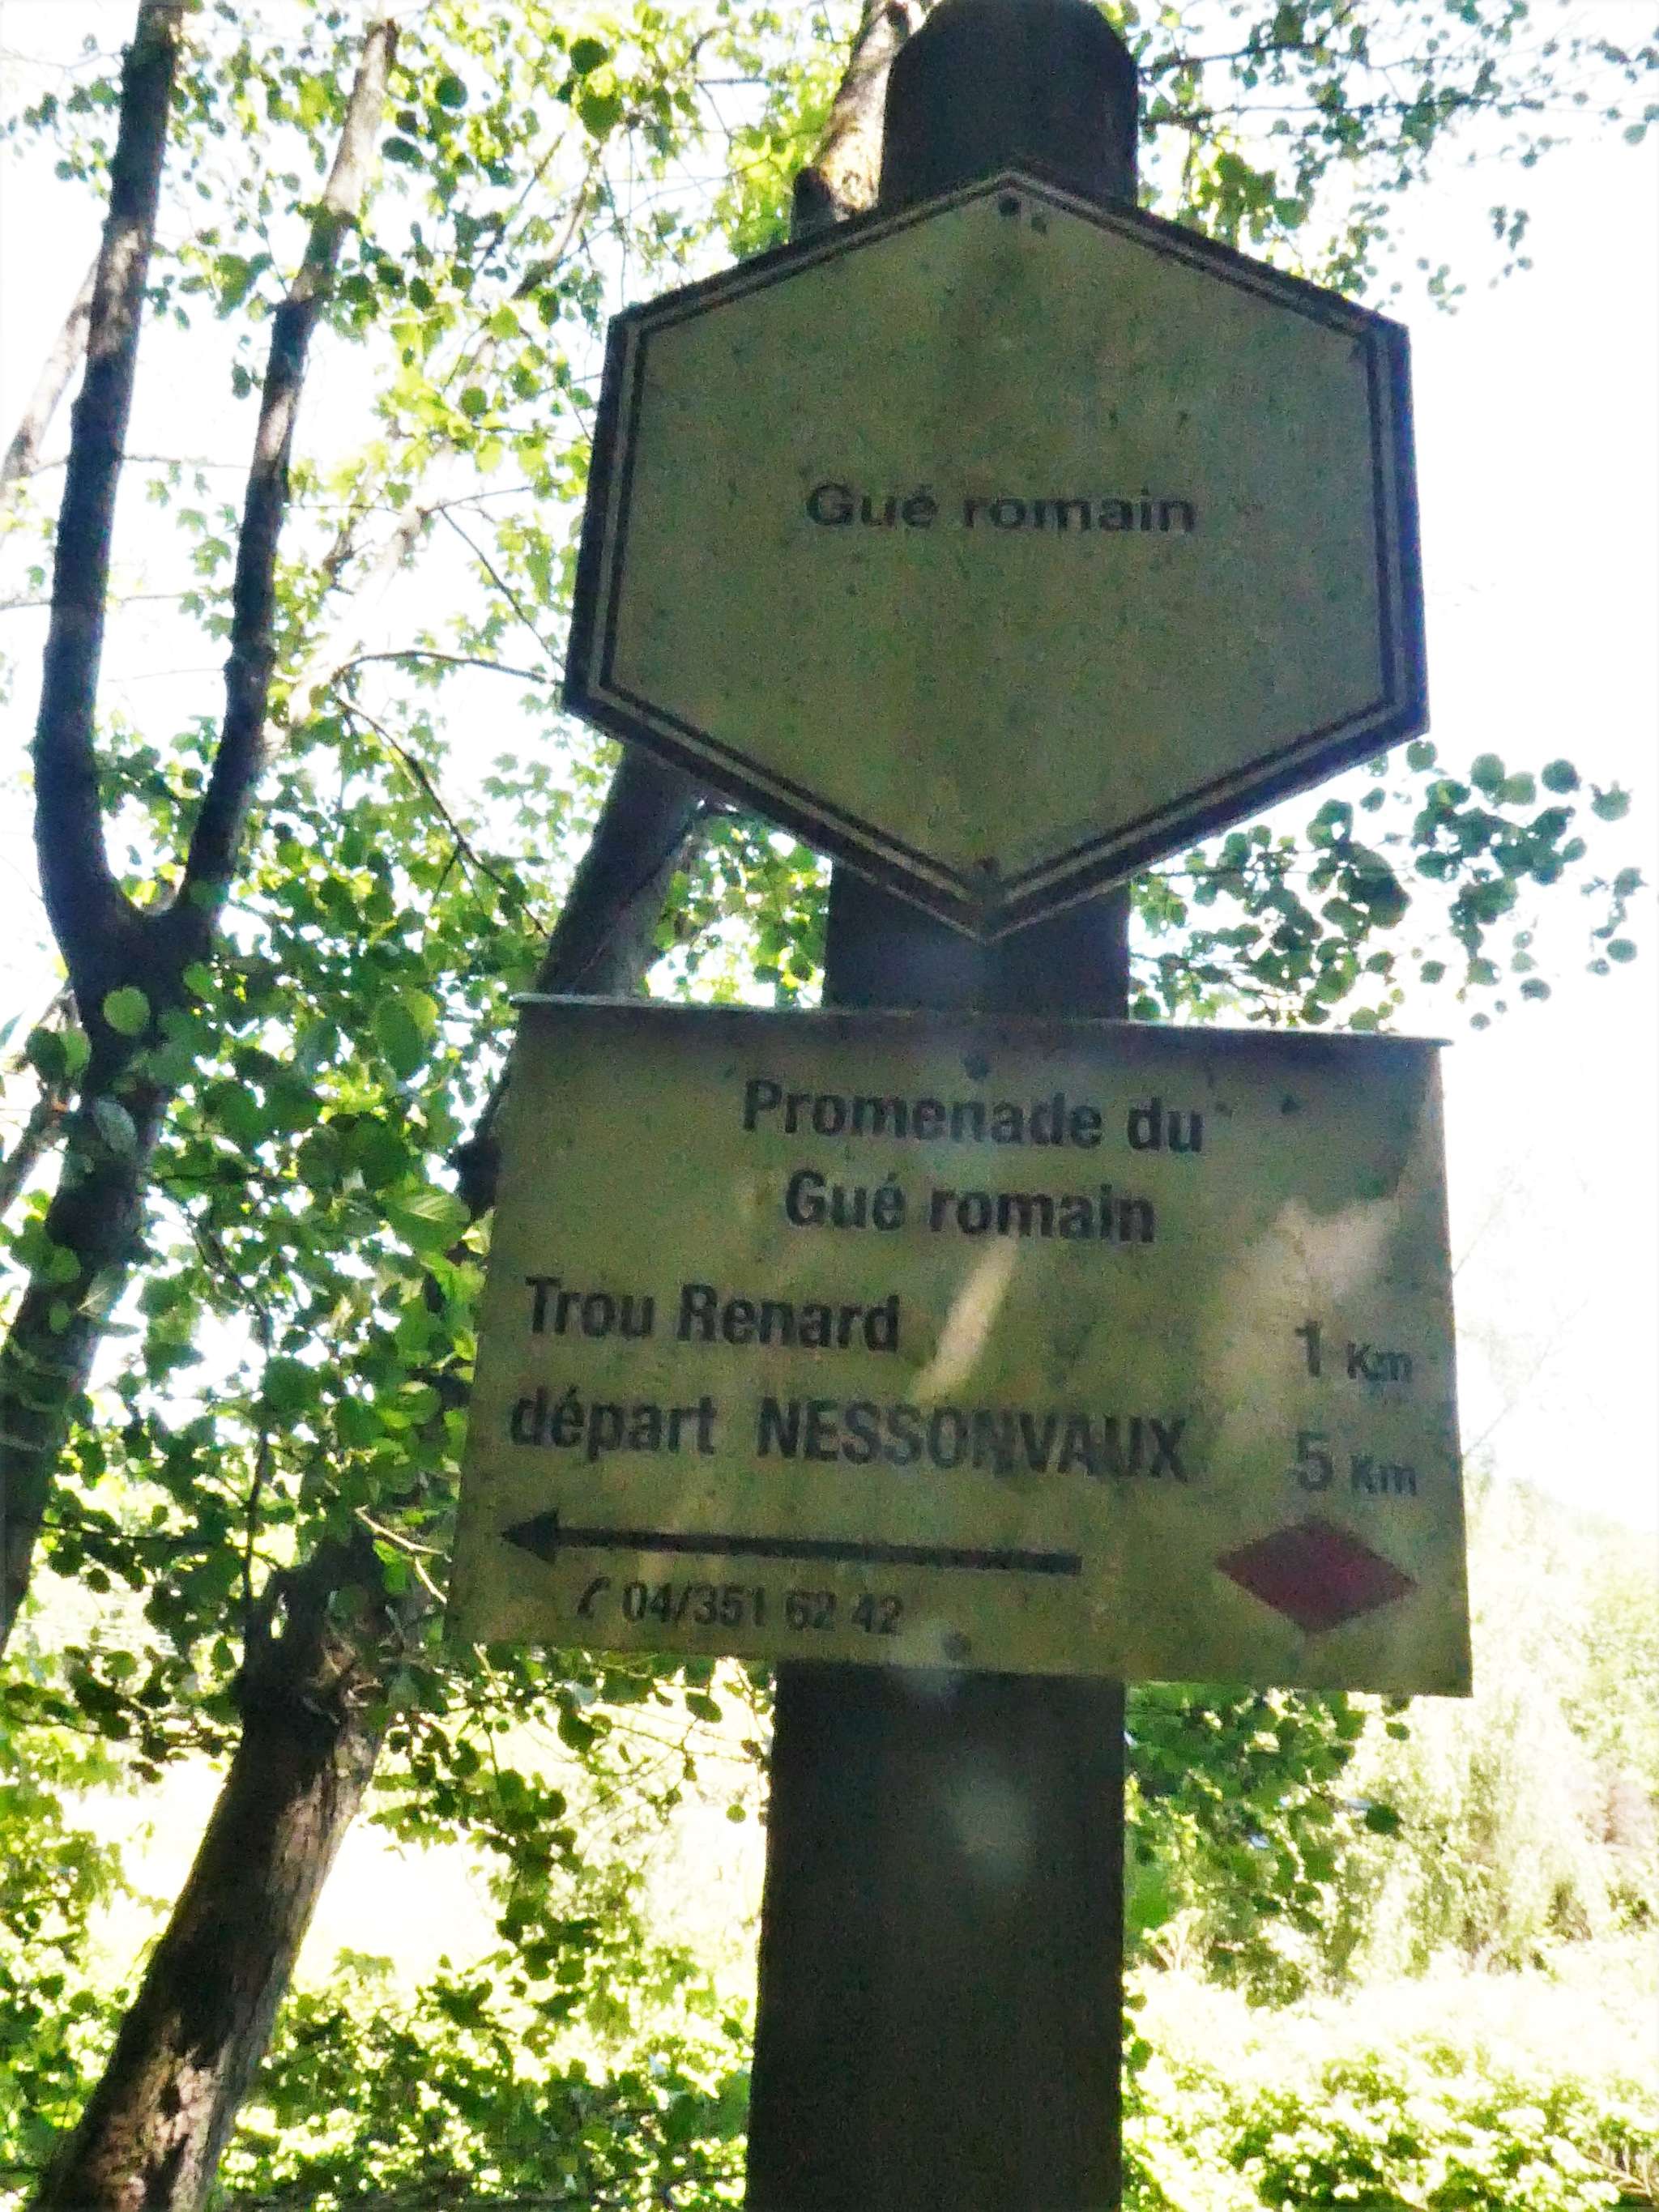 Gué romain
Promenade du
Gué romain
Trou Renard 1 Km
départ NESSONVAUX 5 Km
04/351 62 42